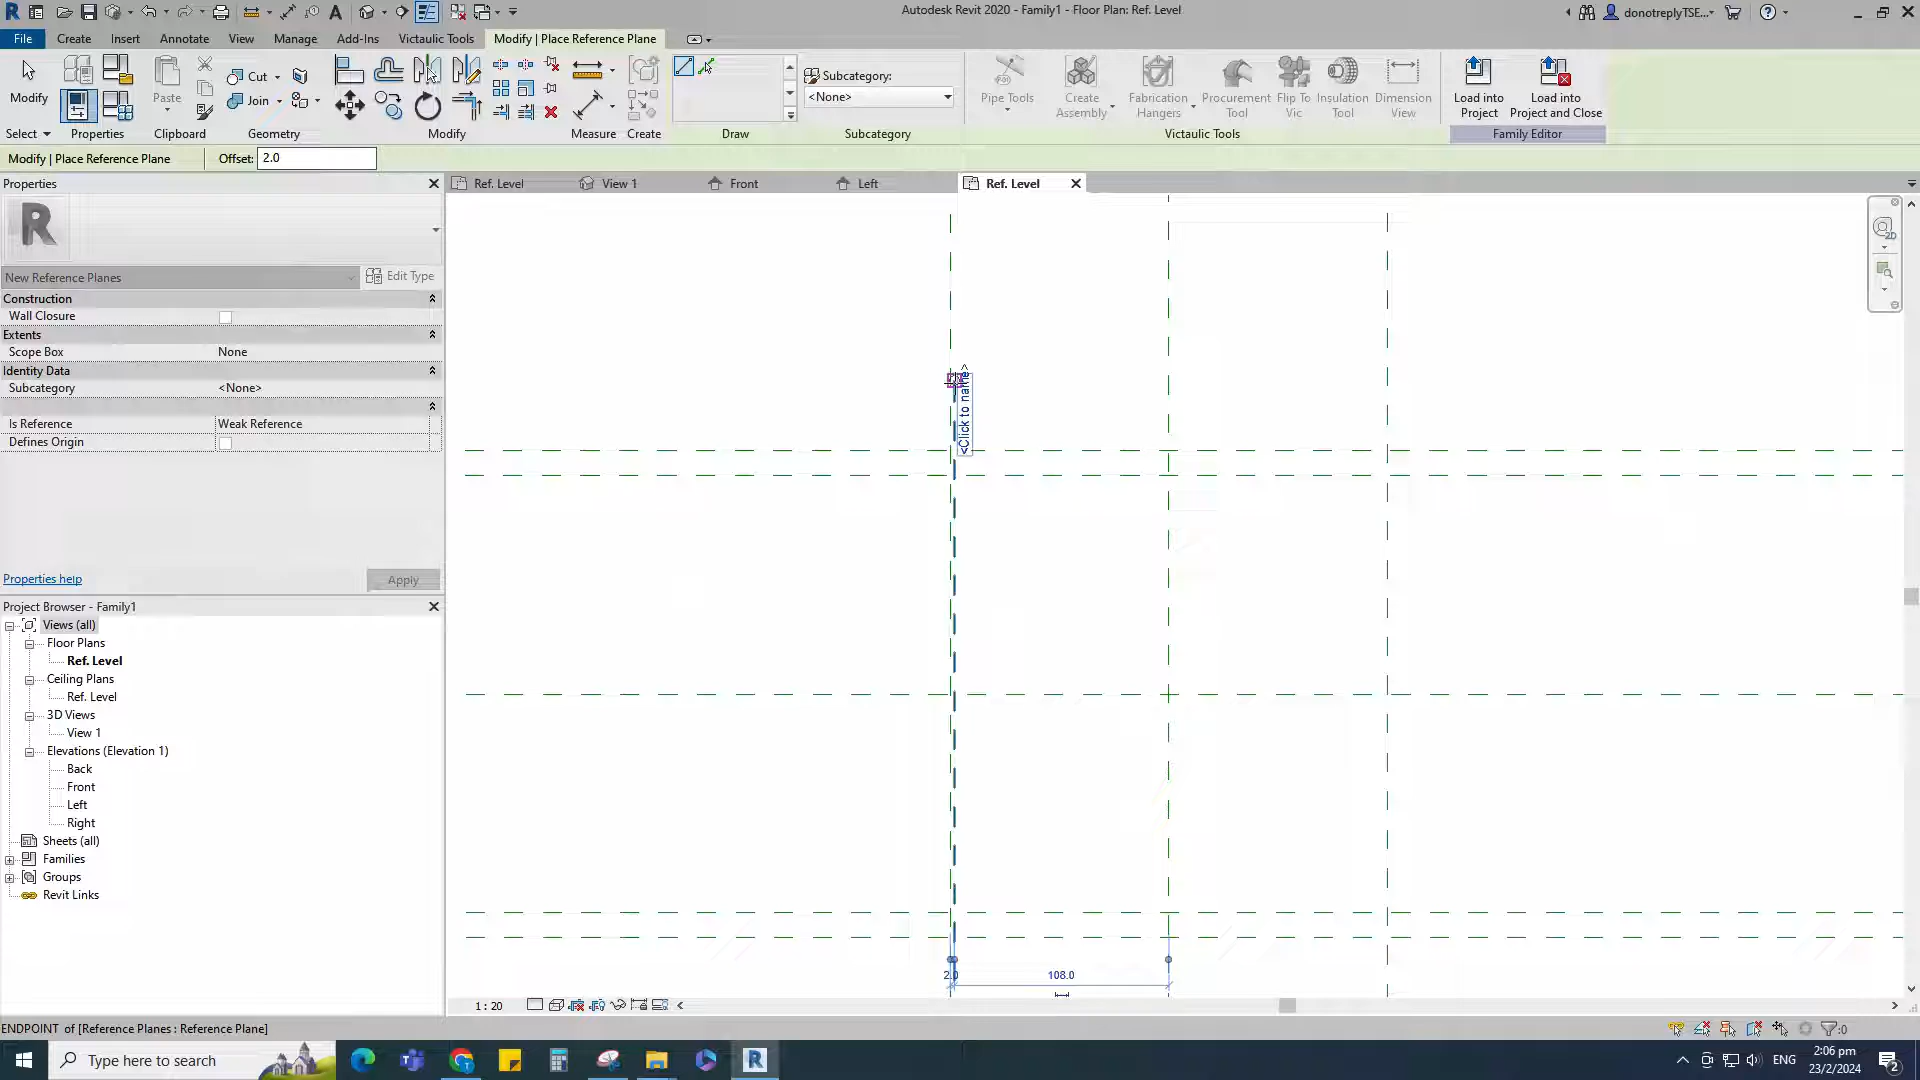 Autodesk Revit 2020 - Family1 - Floor Plan: Ref. Level
donotreplyTSE...
File
Create
Insert
Annotate
View
Manage
Add-Ins
Victaulic Tools
Modify | Place Reference Plane
Modify
Paste
Cut
Join
Subcategory:
<None>
Pipe Tools
Create Assembly
Fabrication Hangers
Procurement Tool
Flip To Vic
Insulation Tool
Dimension View
Load into Project
Load into Project and Close
Select
Properties
Clipboard
Geometry
Modify
Measure
Create
Draw
Subcategory
Victaulic Tools
Family Editor
Modify | Place Reference Plane
Offset: 2.0
Properties
Ref. Level
View 1
Front
Left
Ref. Level
2D
R
New Reference Planes
Edit Type
Construction
Wall Closure
Extents
Scope Box None
Identity Data
Subcategory <None>
Is Reference Weak Reference
Defines Origin
<Click to name>
Properties help
Apply
Project Browser - Family1
Views (all)
Floor Plans
Ref. Level
Ceiling Plans
Ref. Level
3D Views
View 1
Elevations (Elevation 1)
Back
Front
Left
Right
Sheets (all)
Families
Groups
Revit Links
2.0
108.0
1 : 20
ENDPOINT of [Reference Planes : Reference Plane]
:0
Type here to search
ENG
2:06 pm
23/2/2024
2